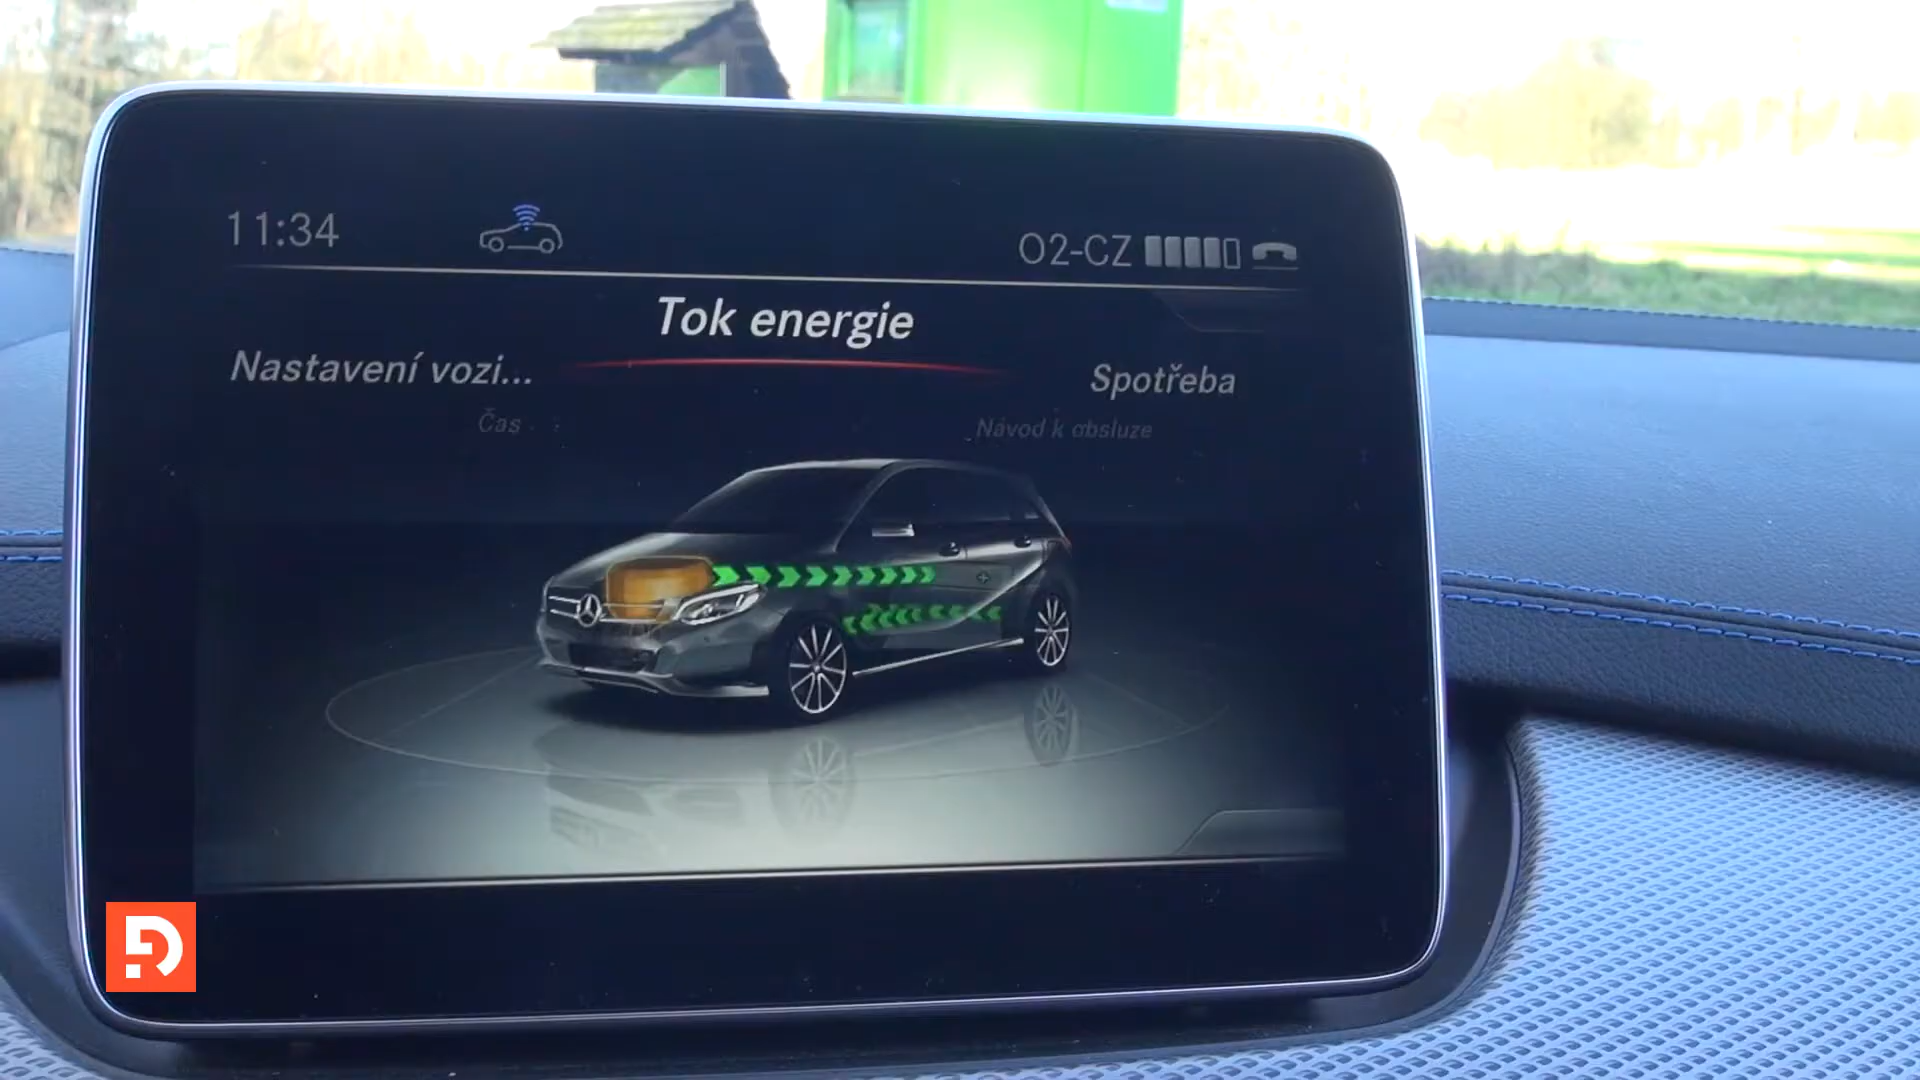 11:34
O2-CZ
Tok energie
Nastavení vozi...
Spotřeba
Čas
Návod k obsluze